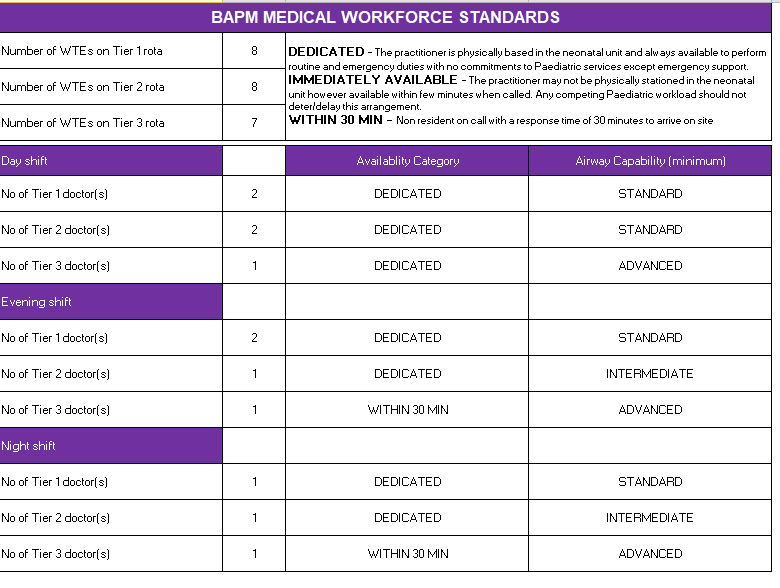 BAPM MEDICAL WORKFORCE STANDARDS
Number of WTEs on Tier 1 rota 8
Number of WTEs on Tier 2 rota 8
Number of WTEs on Tier 3 rota 7
DEDICATED – The practitioner is physically based in the neonatal unit and always available to perform
routine and emergency duties with no commitments to Paediatric services except emergency support.
IMMEDIATELY AVAILABLE – The practitioner may not be physically stationed in the neonatal
unit however available within few minutes when called. Any competing Paediatric workload should not
deter/delay this arrangement.
WITHIN 30 MIN – Non resident on call with a response time of 30 minutes to arrive on site
Day shift Availablity Category Airway Capability (minimum)
No of Tier 1 doctor(s) 2 DEDICATED STANDARD
No of Tier 2 doctor(s) 2 DEDICATED STANDARD
No of Tier 3 doctor(s) 1 DEDICATED ADVANCED
Evening shift
No of Tier 1 doctor(s) 2 DEDICATED STANDARD
No of Tier 2 doctor(s) 1 DEDICATED INTERMEDIATE
No of Tier 3 doctor(s) 1 WITHIN 30 MIN ADVANCED
Night shift
No of Tier 1 doctor(s) 1 DEDICATED STANDARD
No of Tier 2 doctor(s) 1 DEDICATED INTERMEDIATE
No of Tier 3 doctor(s) 1 WITHIN 30 MIN ADVANCED